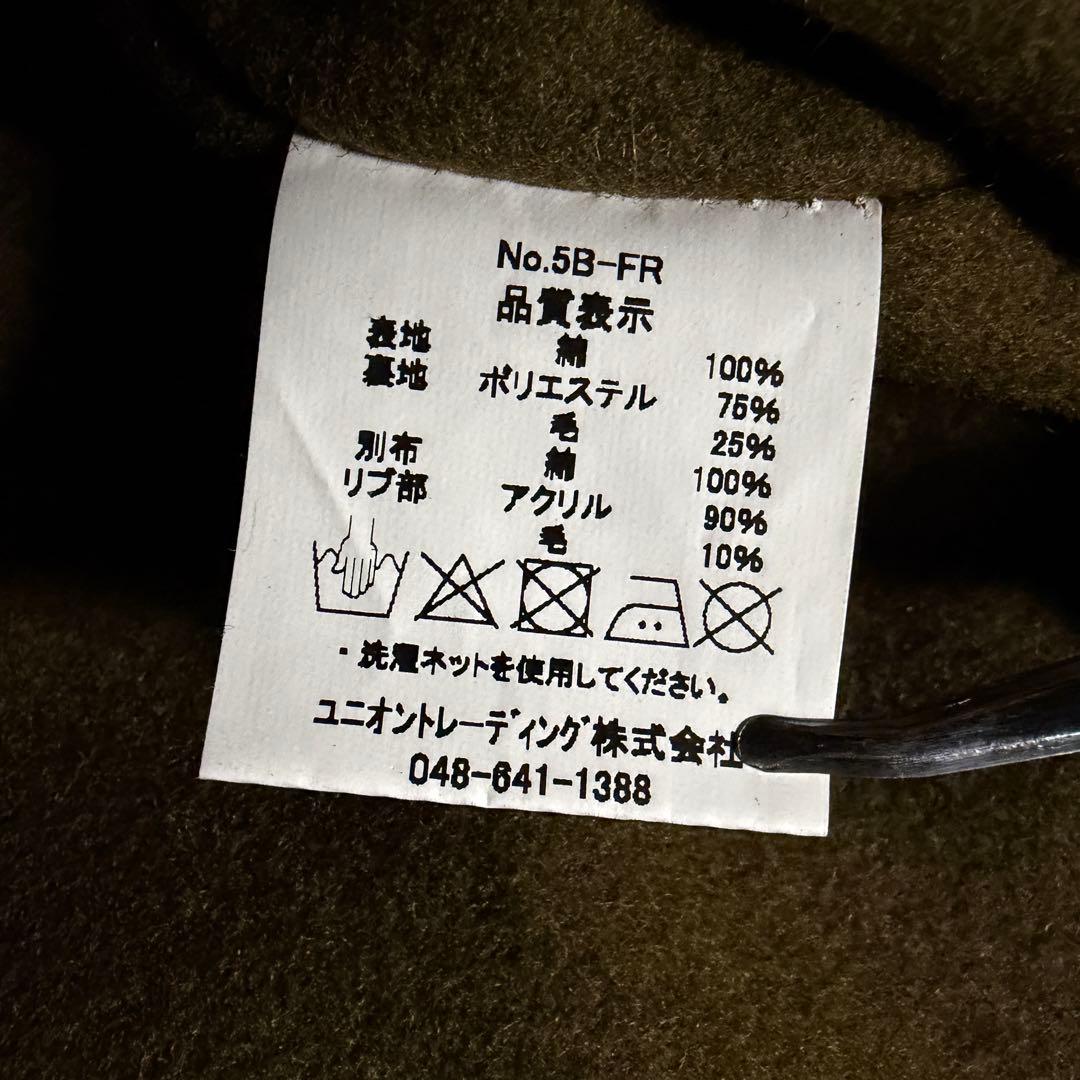 No.5B-FR
品質表示
表地 綿 100%
裏地 ポリエステル 75%
毛 25%
別布 綿 100%
リブ部 アクリル 90%
毛 10%
・洗濯ネットを使用してください。
ユニオントレーディング株式会社
048-641-1388